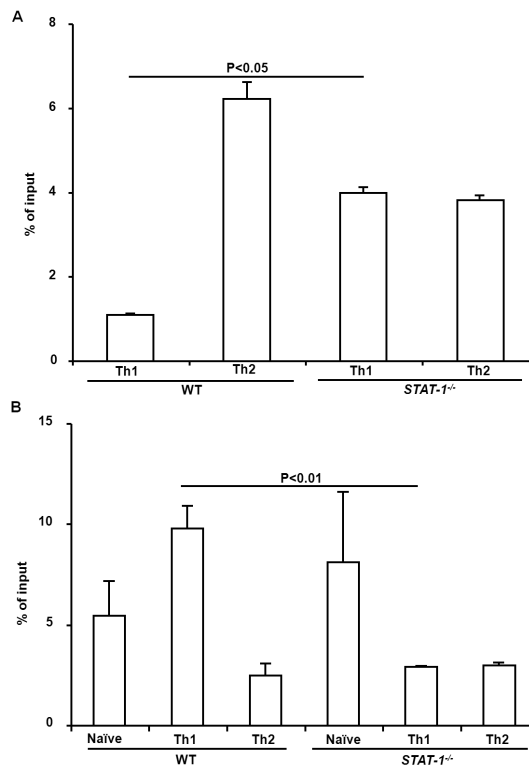 A
8
6
4
2
0
% of input
P<0.05
Th1 Th2 Th1 Th2
WT STAT-1-/-
B
15
10
5
0
% of input
P<0.01
Naïve Th1 Th2 Naïve Th1 Th2
WT STAT-1-/-